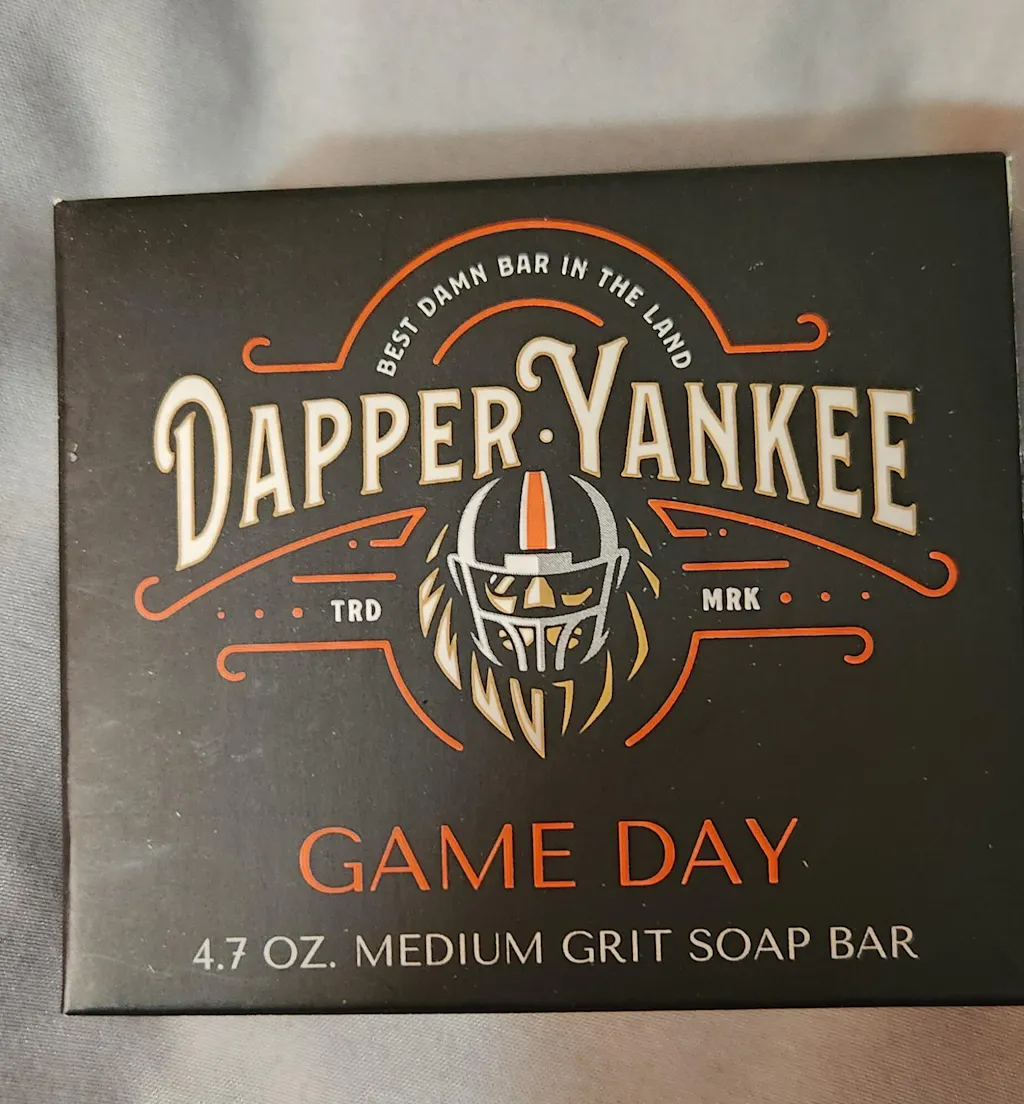 BEST DAMN BAR IN THE LAND
DAPPER·YANKEE
TRD MRK
GAME DAY
4.7 OZ. MEDIUM GRIT SOAP BAR